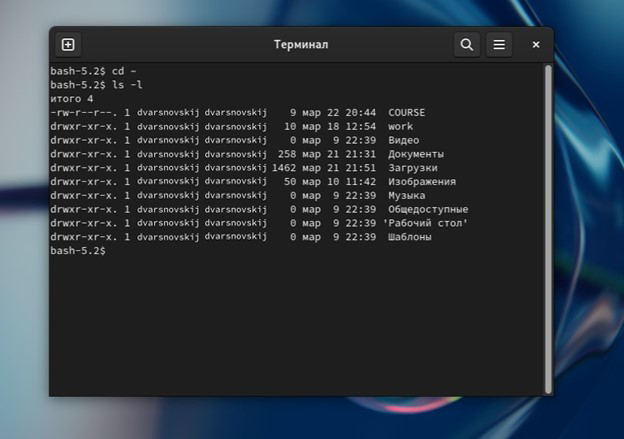 Терминал
bash-5.2$ cd ~
bash-5.2$ ls -l
итого 4
-rw-r--r--. 1 dvarsnovskij dvarsnovskij 9 мар 22 20:44 COURSE
drwxr-xr-x. 1 dvarsnovskij dvarsnovskij 10 мар 18 12:54 work
drwxr-xr-x. 1 dvarsnovskij dvarsnovskij 0 мар 9 22:39 Видео
drwxr-xr-x. 1 dvarsnovskij dvarsnovskij 258 мар 21 21:31 Документы
drwxr-xr-x. 1 dvarsnovskij dvarsnovskij 1462 мар 21 21:51 Загрузки
drwxr-xr-x. 1 dvarsnovskij dvarsnovskij 50 мар 10 11:42 Изображения
drwxr-xr-x. 1 dvarsnovskij dvarsnovskij 0 мар 9 22:39 Музыка
drwxr-xr-x. 1 dvarsnovskij dvarsnovskij 0 мар 9 22:39 Общедоступные
drwxr-xr-x. 1 dvarsnovskij dvarsnovskij 0 мар 9 22:39 'Рабочий стол'
drwxr-xr-x. 1 dvarsnovskij dvarsnovskij 0 мар 9 22:39 Шаблоны
bash-5.2$